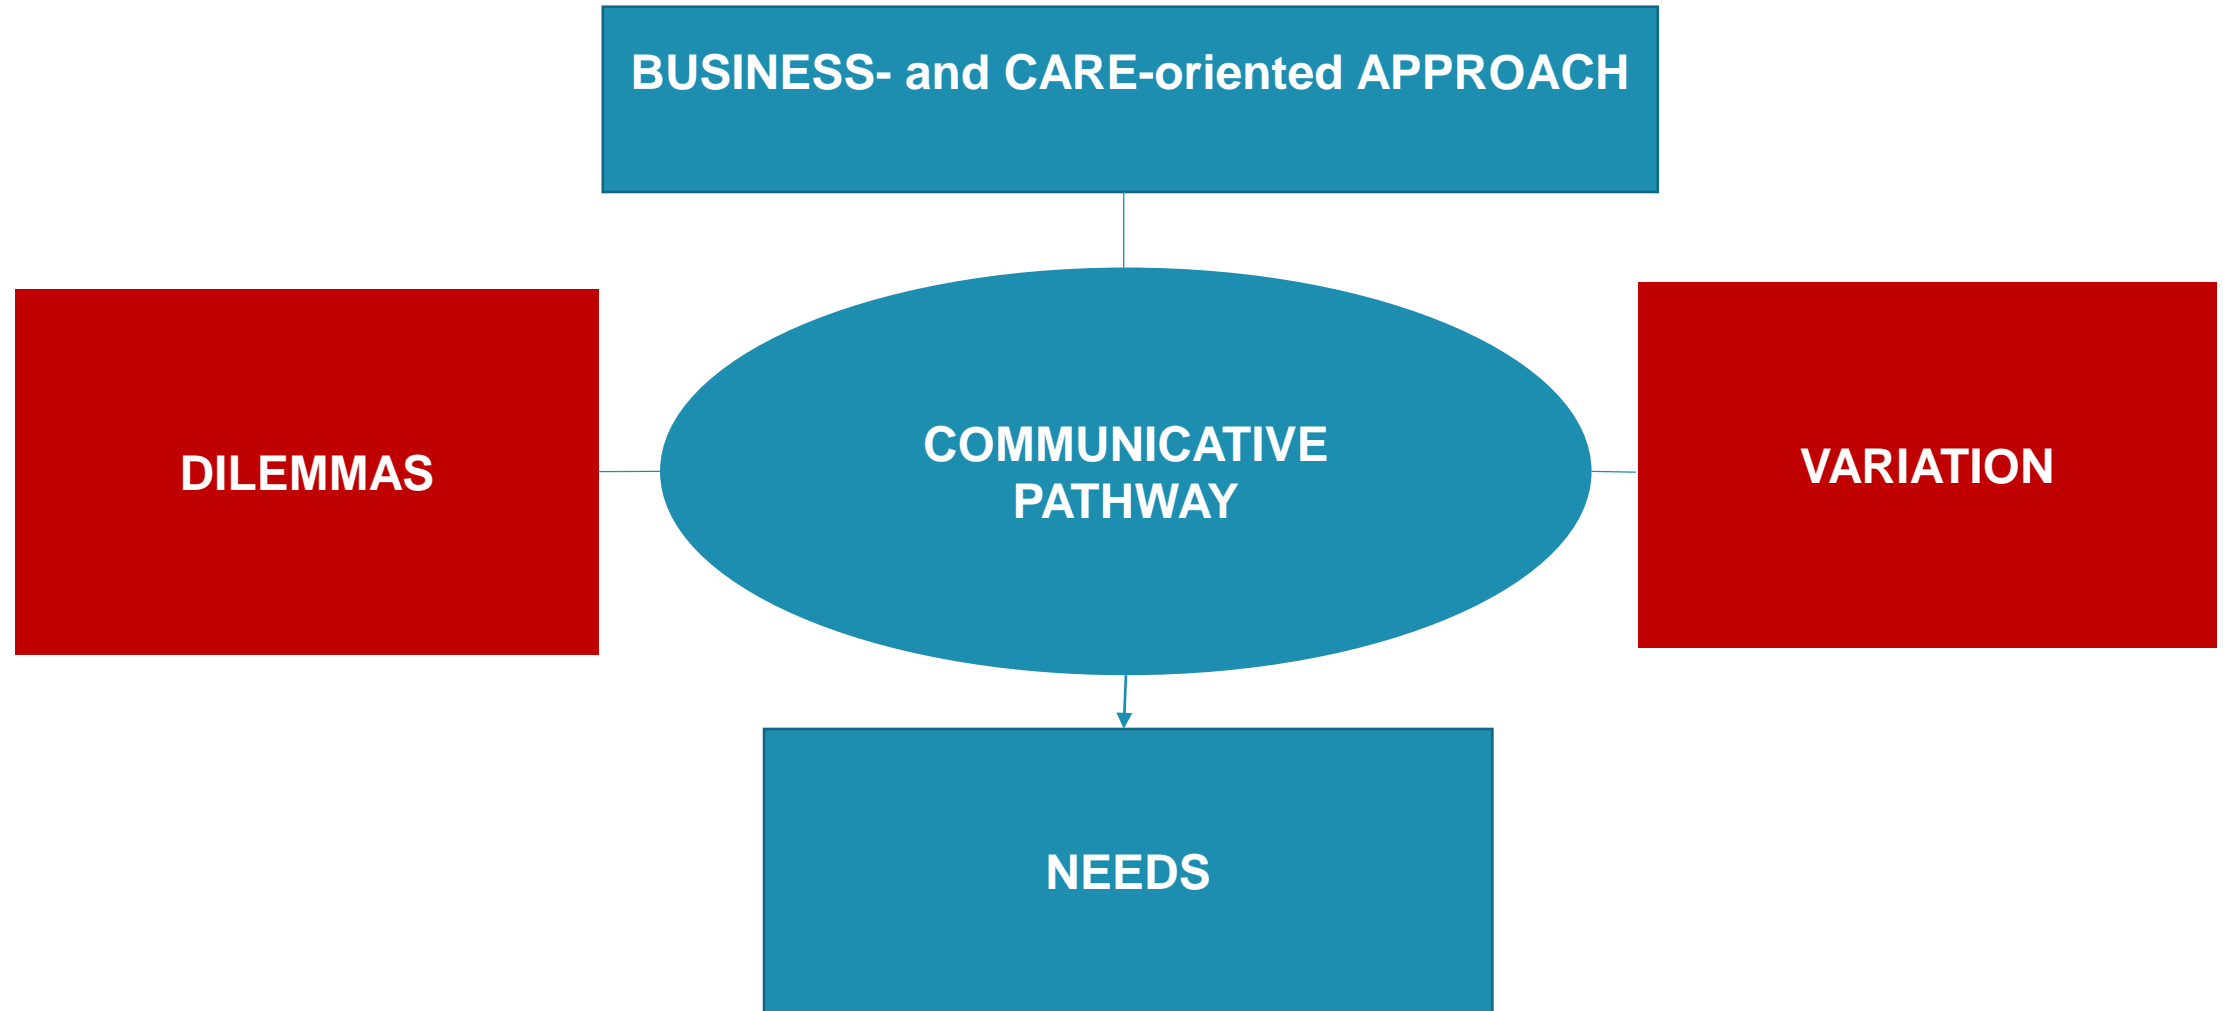 BUSINESS- and CARE-oriented APPROACH
DILEMMAS
COMMUNICATIVE
PATHWAY
VARIATION
NEEDS